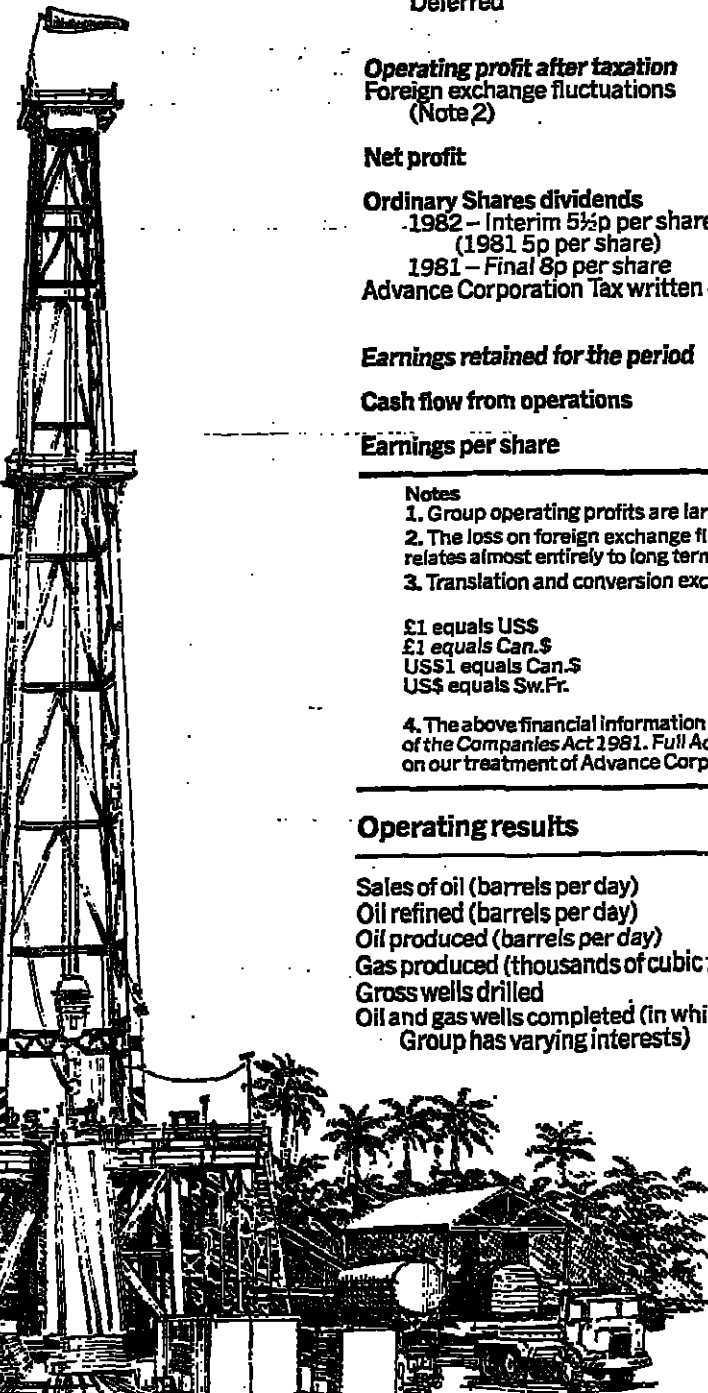 Deferred
Operating profit after taxation
Foreign exchange fluctuations
(Note 2)
Net profit
Ordinary Shares dividends
1982 – Interim 5½p per share
(1981 5p per share)
1981 – Final 8p per share
Advance Corporation Tax written
Earnings retained for the period
Cash flow from operations
Earnings per share
Notes
1. Group operating profits are lar
2. The loss on foreign exchange fl
relates almost entirely to long term
3. Translation and conversion exc
£1 equals US$
£1 equals Can.$
US$1 equals Can.$
US$ equals Sw.Fr.
4. The above financial information
of the Companies Act 1981. Full Ac
on our treatment of Advance Corp
Operating results
Sales of oil (barrels per day)
Oil refined (barrels per day)
Oil produced (barrels per day)
Gas produced (thousands of cubic
Gross wells drilled
Oil and gas wells completed (in whi
Group has varying interests)